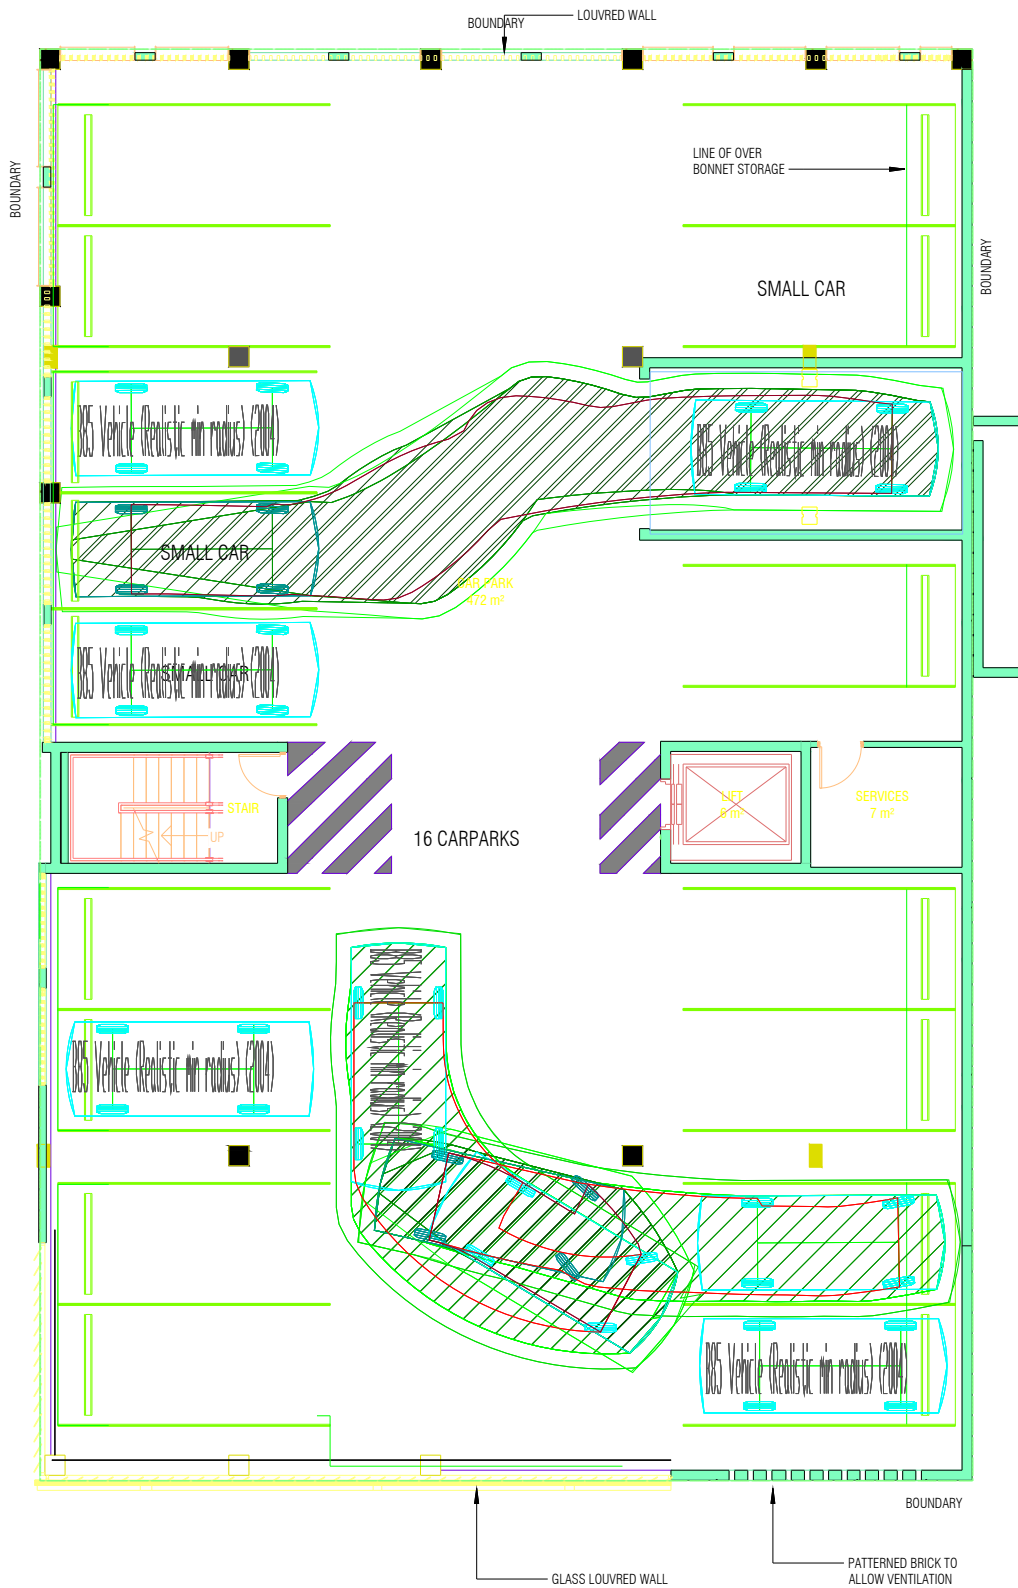 LOUVRED WALL
BOUNDARY
LINE OF OVER
BONNET STORAGE
BOUNDARY
BOUNDARY
SMALL CAR
B85 Vehicle (Realistic min radius) (2004)
B85 Vehicle (Realistic min radius) (2004)
SMALL CAR
CAR PARK
472 m²
B85 Vehicle (Realistic min radius) (2004)
SMALL CAR
STAIR
UP
LIFT
6 m²
SERVICES
7 m²
16 CARPARKS
B85 Vehicle (Realistic min radius) (2004)
B85 Vehicle (Realistic min radius) (2004)
BOUNDARY
PATTERNED BRICK TO
ALLOW VENTILATION
GLASS LOUVRED WALL